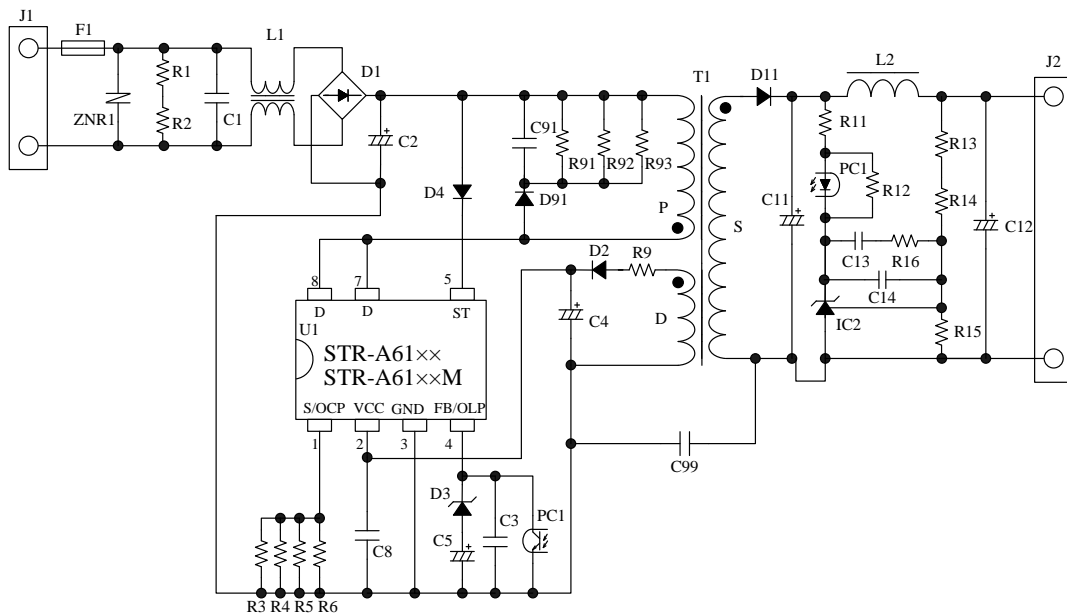 J1
F1
L1
R1
D1
T1
D11
L2
J2
ZNR1
R2
C1
C2
C91
R91
R92
R93
R11
R13
PC1
D4
D91
R12
R14
C11
P
S
C12
D2
R9
C13
R16
8
7
5
C14
D
D
ST
C4
D
IC2
U1
R15
STR-A61××
STR-A61××M
S/OCP
VCC
GND
FB/OLP
1
2
3
4
C99
D3
C3
PC1
C5
C8
R3
R4
R5
R6